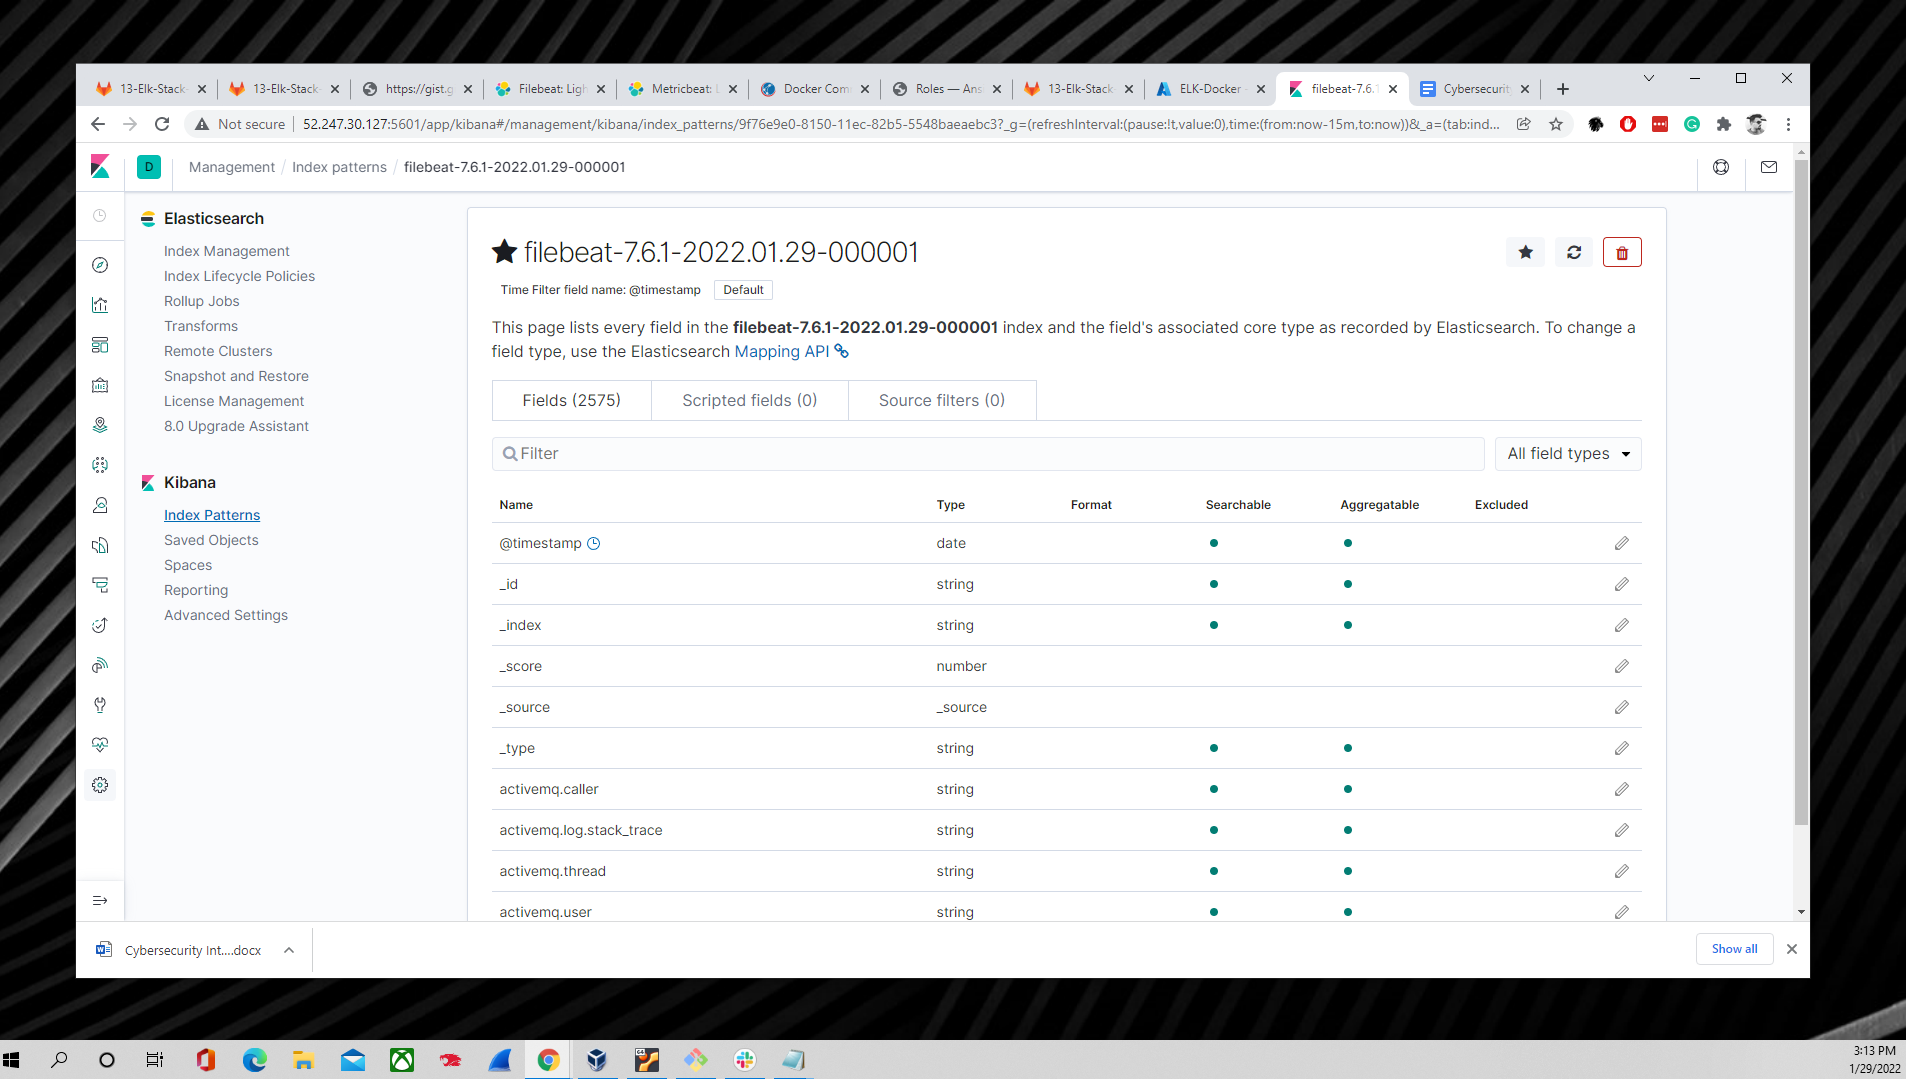 13-Elk-Stack
13-Elk-Stack
https://gist.g
Filebeat: Ligh
Metricbeat: L
Docker Com
Roles — Ans
13-Elk-Stack
ELK-Docker -
filebeat-7.6.1
Cybersecurit
Not secure
52.247.30.127:5601/app/kibana#/management/kibana/index_patterns/9f76e9e0-8150-11ec-82b5-5548baeaebc3?_g=(refreshInterval:(pause:!t,value:0),time:(from:now-15m,to:now))&_a=(tab:ind...
D
Management / Index patterns / filebeat-7.6.1-2022.01.29-000001
Elasticsearch
Index Management
Index Lifecycle Policies
Rollup Jobs
Transforms
Remote Clusters
Snapshot and Restore
License Management
8.0 Upgrade Assistant
Kibana
Index Patterns
Saved Objects
Spaces
Reporting
Advanced Settings
filebeat-7.6.1-2022.01.29-000001
Time Filter field name: @timestamp Default
This page lists every field in the filebeat-7.6.1-2022.01.29-000001 index and the field's associated core type as recorded by Elasticsearch. To change a
field type, use the Elasticsearch Mapping API
Fields (2575) Scripted fields (0) Source filters (0)
Filter
All field types
Name Type Format Searchable Aggregatable Excluded
@timestamp date
_id string
_index string
_score number
_source _source
_type string
activemq.caller string
activemq.log.stack_trace string
activemq.thread string
activemq.user string
Cybersecurity Int....docx
Show all
64
3:13 PM
1/29/2022